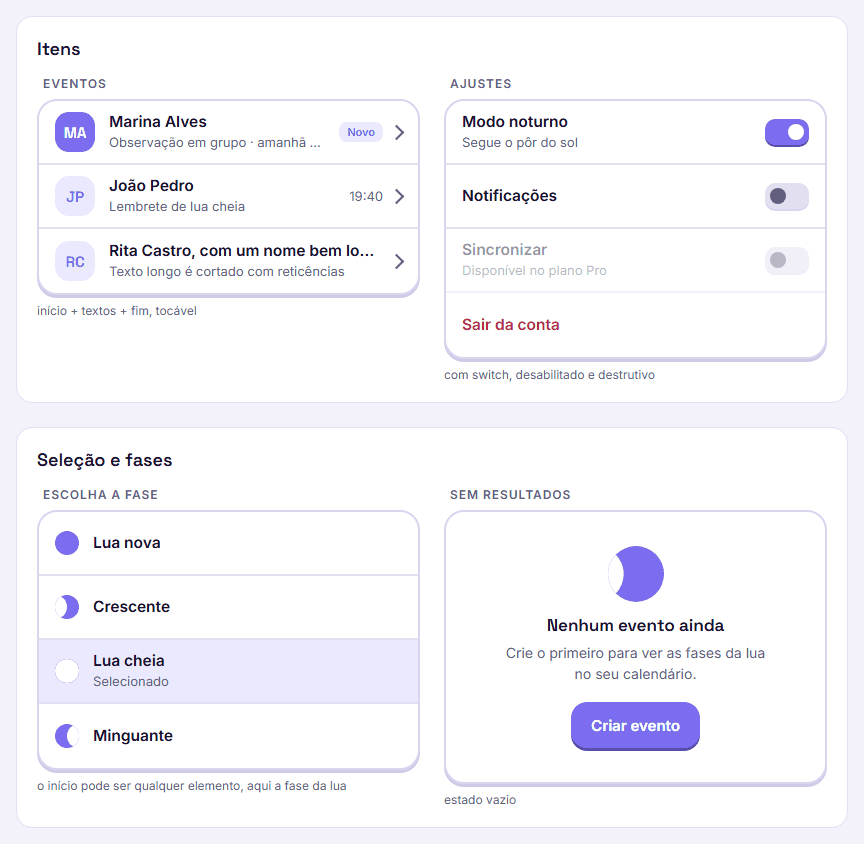 Itens
EVENTOS
MA
Marina Alves
Observação em grupo · amanhã ...
Novo
JP
João Pedro
Lembrete de lua cheia
19:40
RC
Rita Castro, com um nome bem lo...
Texto longo é cortado com reticências
início + textos + fim, tocável
AJUSTES
Modo noturno
Segue o pôr do sol
Notificações
Sincronizar
Disponível no plano Pro
Sair da conta
com switch, desabilitado e destrutivo
Seleção e fases
ESCOLHA A FASE
Lua nova
Crescente
Lua cheia
Selecionado
Minguante
o início pode ser qualquer elemento, aqui a fase da lua
SEM RESULTADOS
Nenhum evento ainda
Crie o primeiro para ver as fases da lua
no seu calendário.
Criar evento
estado vazio